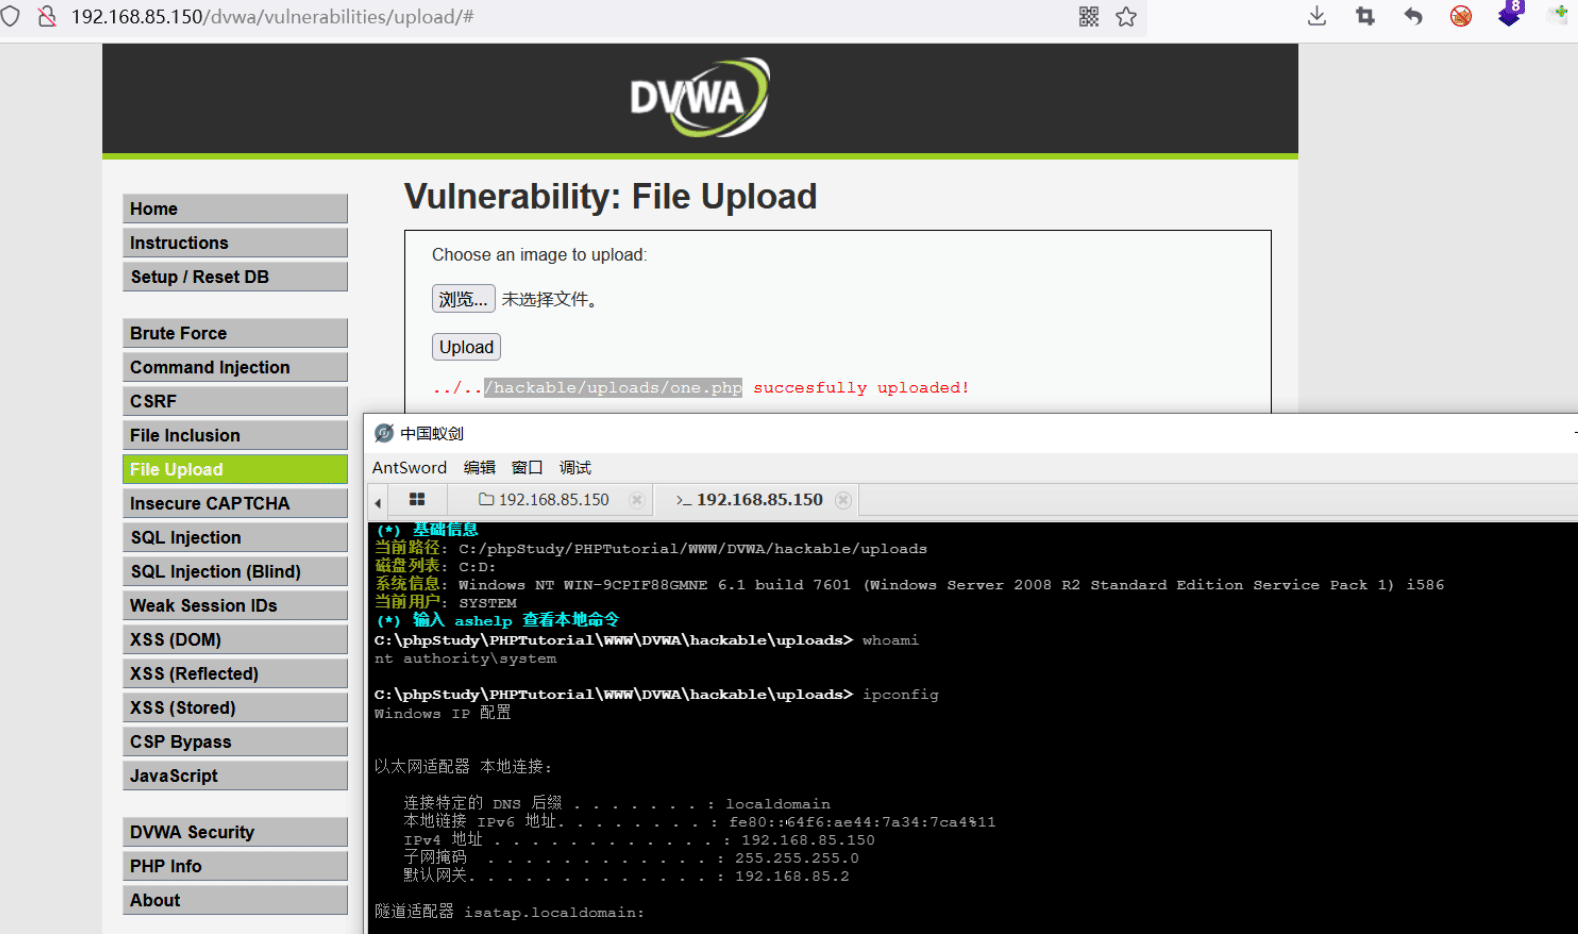 192.168.85.150/dvwa/vulnerabilities/upload/#
8
DVWA
Vulnerability: File Upload
Home
Instructions
Setup / Reset DB
Brute Force
Command Injection
CSRF
File Inclusion
File Upload
Insecure CAPTCHA
SQL Injection
SQL Injection (Blind)
Weak Session IDs
XSS (DOM)
XSS (Reflected)
XSS (Stored)
CSP Bypass
JavaScript
DVWA Security
PHP Info
About
Choose an image to upload:
浏览... 未选择文件。
Upload
../../hackable/uploads/one.php succesfully uploaded!
中国蚁剑
AntSword 编辑 窗口 调试
192.168.85.150 >_ 192.168.85.150
(*) 基础信息
当前路径: C:/phpStudy/PHPTutorial/WWW/DVWA/hackable/uploads
磁盘列表: C:D:
系统信息: Windows NT WIN-9CPIF88GMNE 6.1 build 7601 (Windows Server 2008 R2 Standard Edition Service Pack 1) i586
当前用户: SYSTEM
(*) 输入 ashelp 查看本地命令
C:\phpStudy\PHPTutorial\WWW\DVWA\hackable\uploads> whoami
nt authority\system
C:\phpStudy\PHPTutorial\WWW\DVWA\hackable\uploads> ipconfig
Windows IP 配置
以太网适配器 本地连接:
连接特定的 DNS 后缀 . . . . . . . : localdomain
本地链接 IPv6 地址. . . . . . . . : fe80::64f6:ae44:7a34:7ca4%11
IPv4 地址 . . . . . . . . . . . . : 192.168.85.150
子网掩码 . . . . . . . . . . . . : 255.255.255.0
默认网关. . . . . . . . . . . . . : 192.168.85.2
隧道适配器 isatap.localdomain: